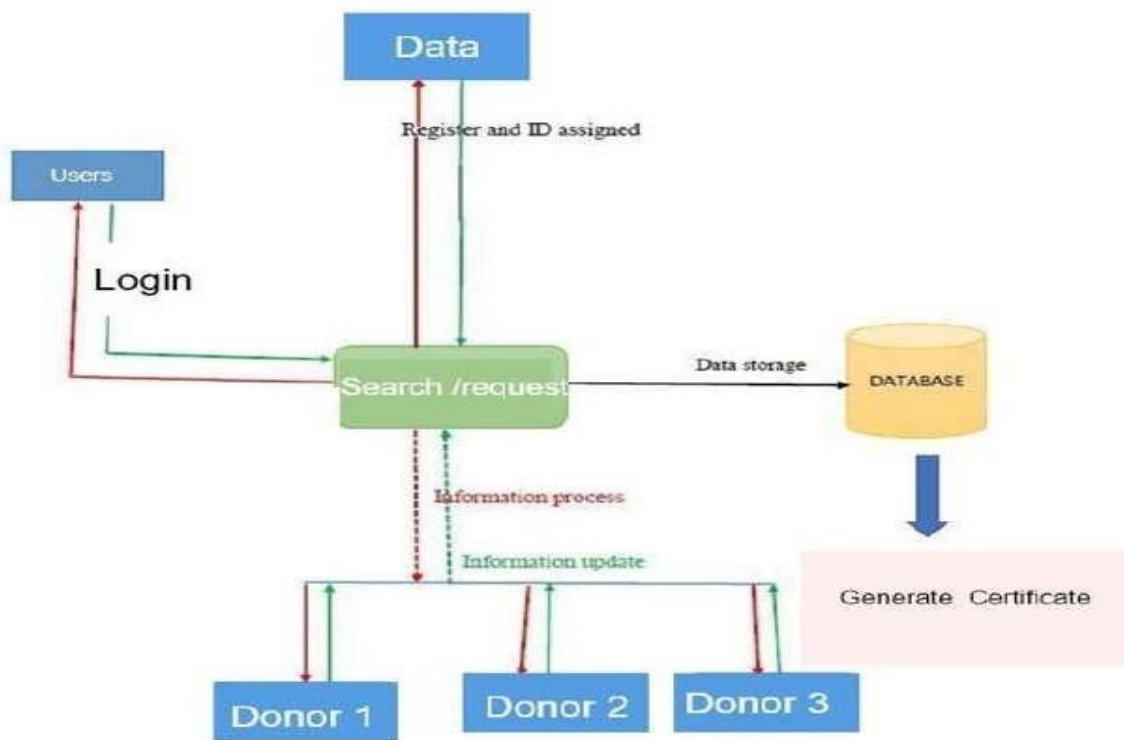 Data
Register and ID assigned
Users
Login
Search /request
Data storage
DATABASE
Information process
Information update
Generate Certificate
Donor 1
Donor 2
Donor 3